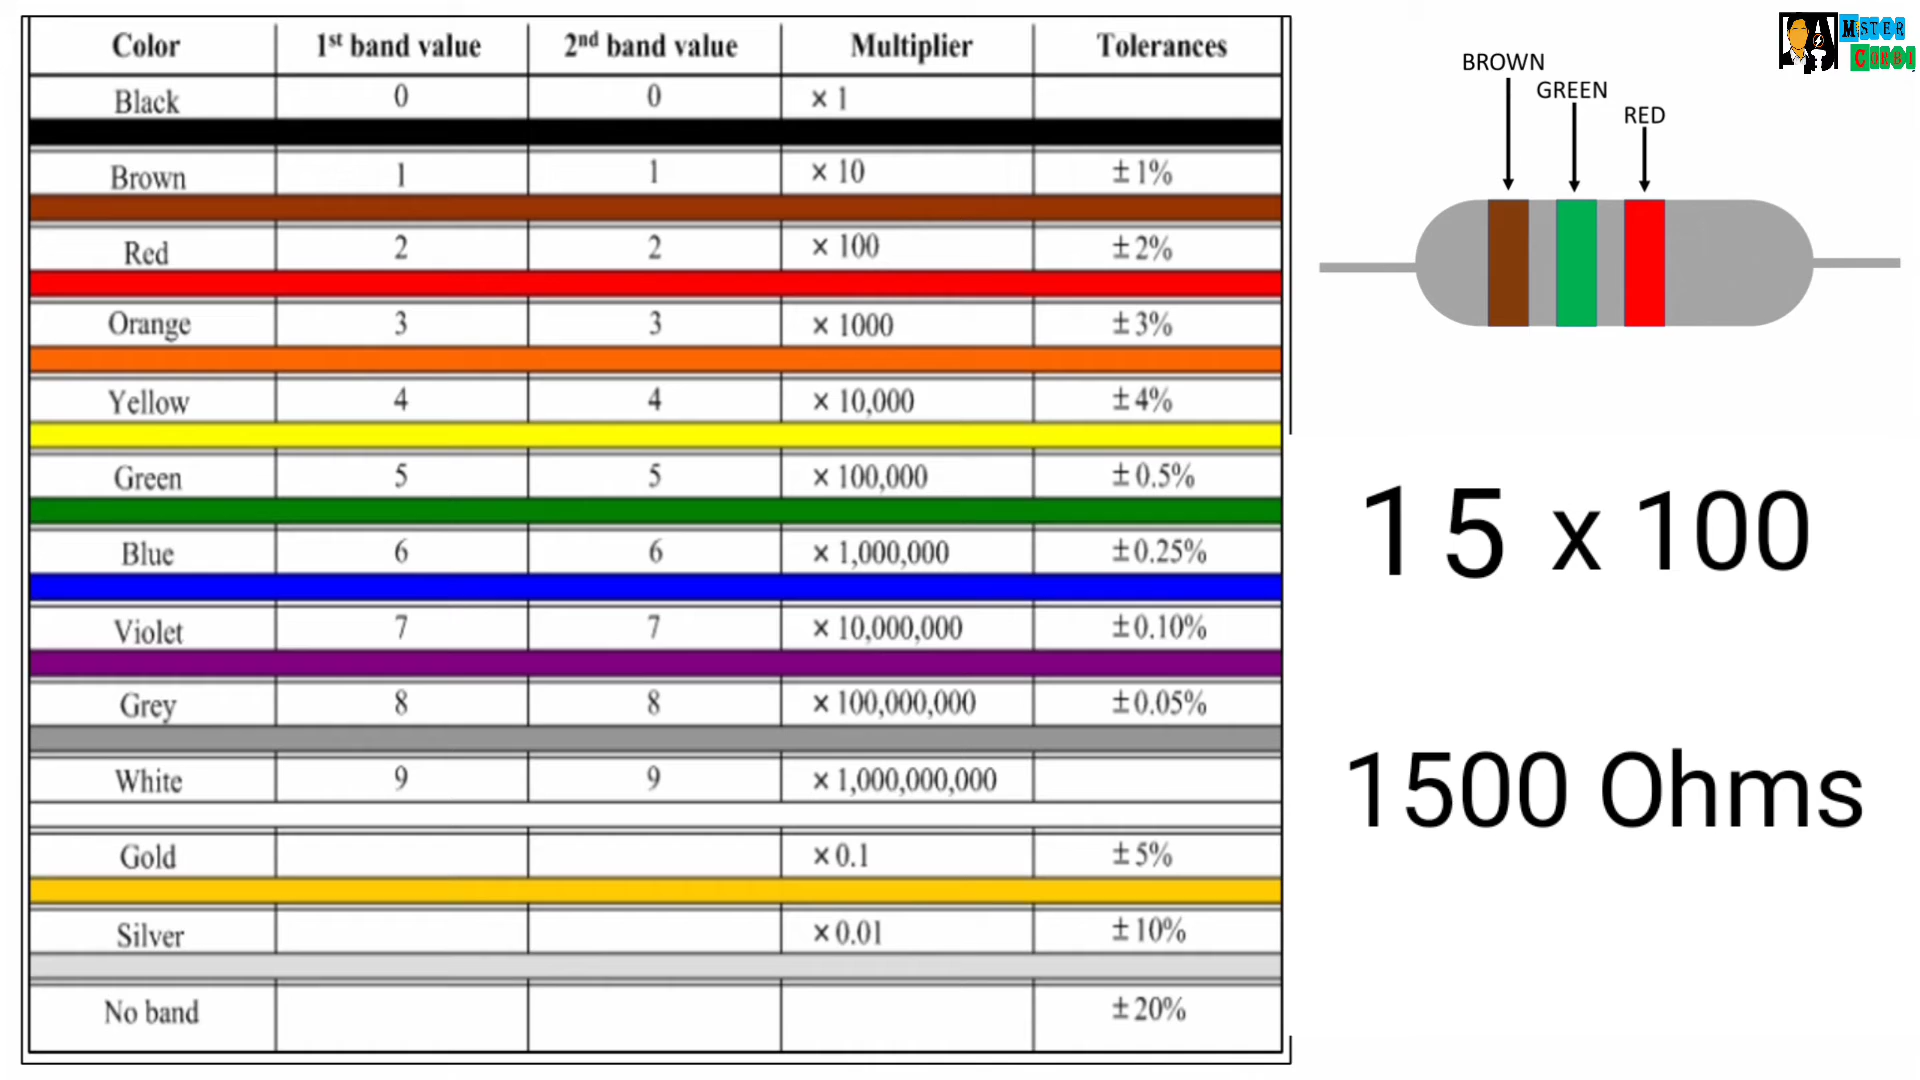 Color 1st band value 2nd band value Multiplier Tolerances
Black 0 0 × 1
Brown 1 1 × 10 ±1%
Red 2 2 × 100 ±2%
Orange 3 3 × 1000 ±3%
Yellow 4 4 × 10,000 ±4%
Green 5 5 × 100,000 ±0.5%
Blue 6 6 × 1,000,000 ±0.25%
Violet 7 7 × 10,000,000 ±0.10%
Grey 8 8 × 100,000,000 ±0.05%
White 9 9 × 1,000,000,000
Gold × 0.1 ±5%
Silver × 0.01 ±10%
No band ±20%
MISTER
CORBI
BROWN
GREEN
RED
15 x 100
1500 Ohms